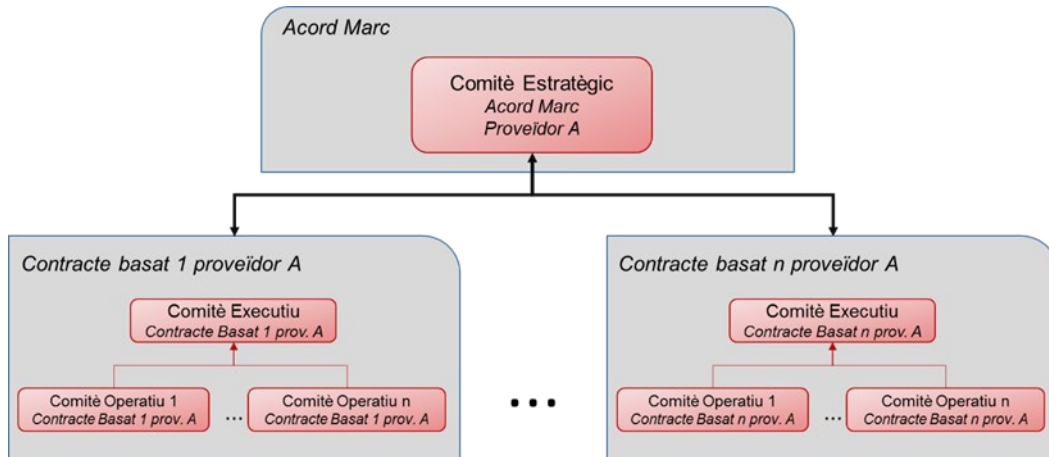 Acord Marc
Comitè Estratègic
Acord Marc
Proveïdor A
Contracte basat 1 proveïdor A
Comitè Executiu
Contracte Basat 1 prov. A
Comitè Operatiu 1
Contracte Basat 1 prov. A
...
Comitè Operatiu n
Contracte Basat 1 prov. A
...
Contracte basat n proveïdor A
Comitè Executiu
Contracte Basat n prov. A
Comitè Operatiu 1
Contracte Basat n prov. A
...
Comitè Operatiu n
Contracte Basat n prov. A